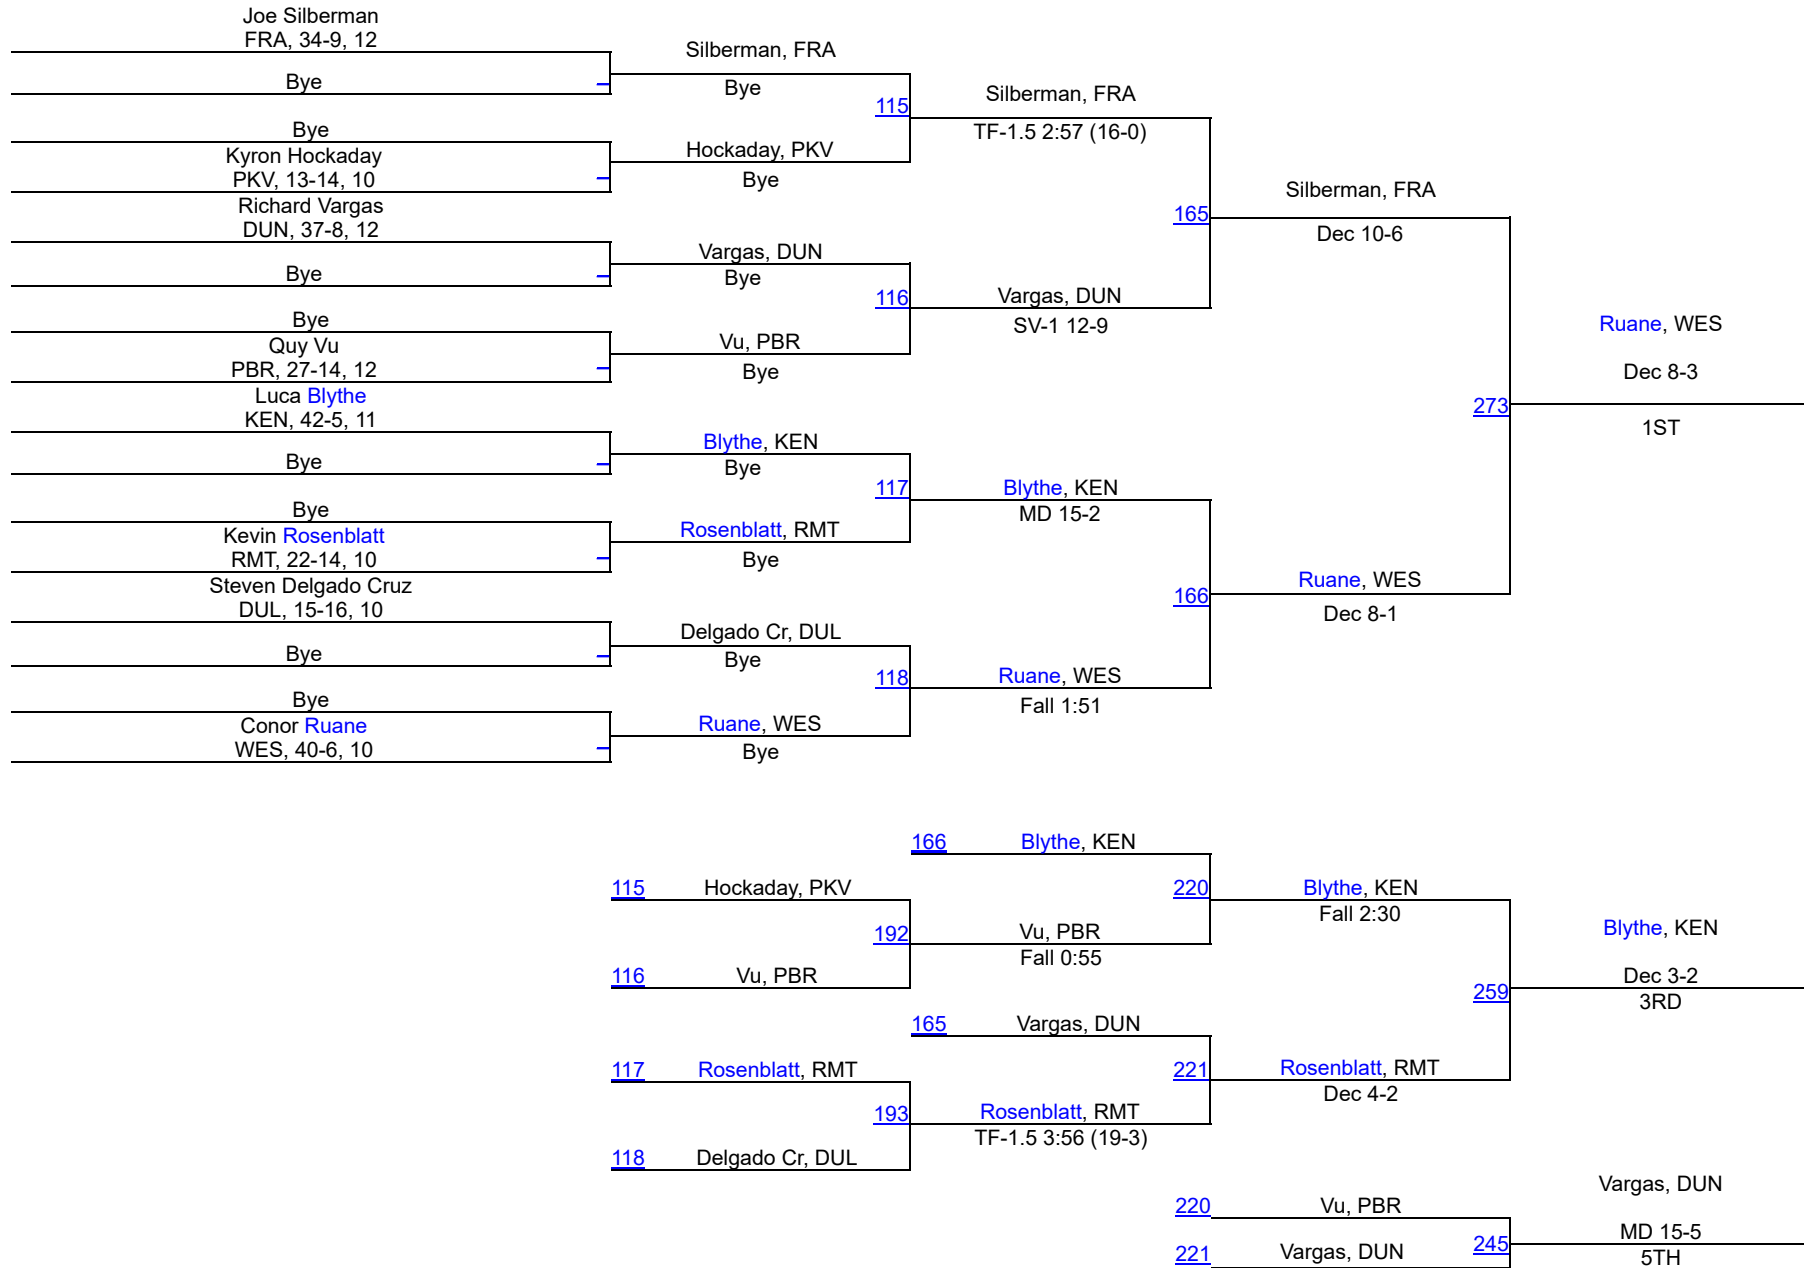 Joe Silberman
FRA, 34-9, 12
Bye
Bye
Kyron Hockaday
PKV, 13-14, 10
Richard Vargas
DUN, 37-8, 12
Bye
Bye
Quy Vu
PBR, 27-14, 12
Luca Blythe
KEN, 42-5, 11
Bye
Bye
Kevin Rosenblatt
RMT, 22-14, 10
Steven Delgado Cruz
DUL, 15-16, 10
Bye
Bye
Conor Ruane
WES, 40-6, 10
Silberman, FRA
Bye
115
Hockaday, PKV
Bye
Vargas, DUN
Bye
116
Vu, PBR
Bye
Blythe, KEN
Bye
117
Rosenblatt, RMT
Bye
Delgado Cr, DUL
Bye
118
Ruane, WES
Bye
Silberman, FRA
TF-1.5 2:57 (16-0)
165
Vargas, DUN
SV-1 12-9
Blythe, KEN
MD 15-2
166
Ruane, WES
Fall 1:51
Silberman, FRA
Dec 10-6
273
Ruane, WES
Dec 8-1
Ruane, WES
Dec 8-3
1ST
166 Blythe, KEN
115 Hockaday, PKV
192
116 Vu, PBR
220
Vu, PBR
Fall 0:55
Blythe, KEN
Fall 2:30
165 Vargas, DUN
117 Rosenblatt, RMT
193
118 Delgado Cr, DUL
221
Rosenblatt, RMT
TF-1.5 3:56 (19-3)
Rosenblatt, RMT
Dec 4-2
259
Blythe, KEN
Dec 3-2
3RD
220 Vu, PBR
221 Vargas, DUN
245
Vargas, DUN
MD 15-5
5TH